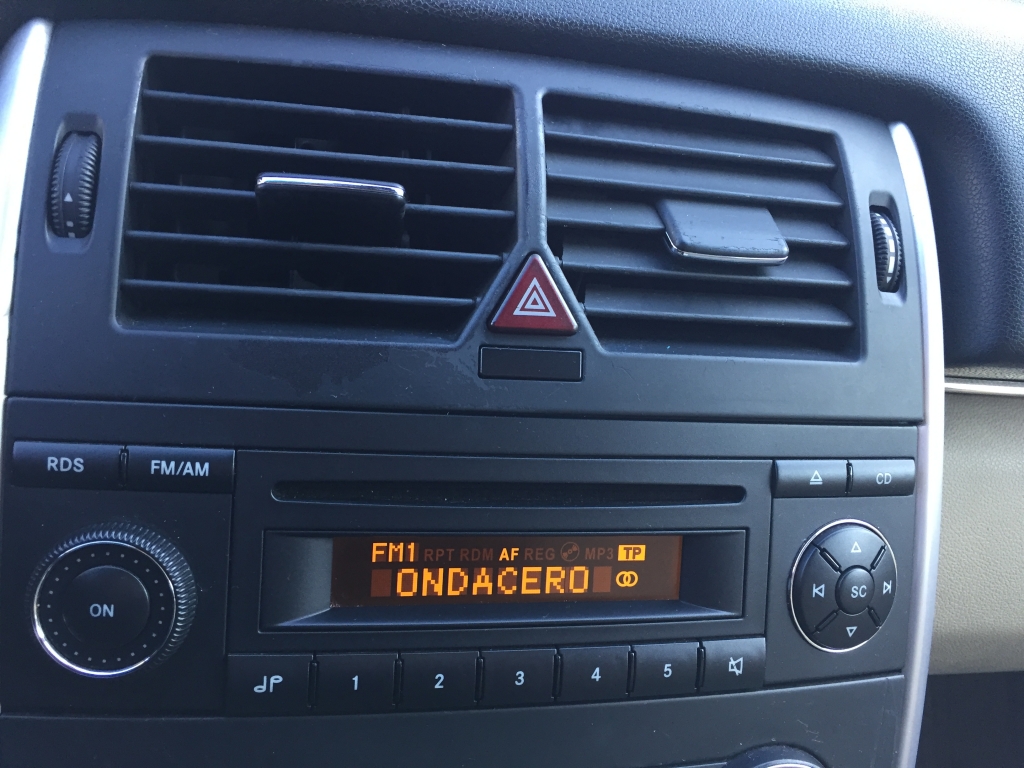 RDS FM/AM CD
FM1 RPT RDM AF REG MP3 TP
ONDACERO
ON
SC
1 2 3 4 5